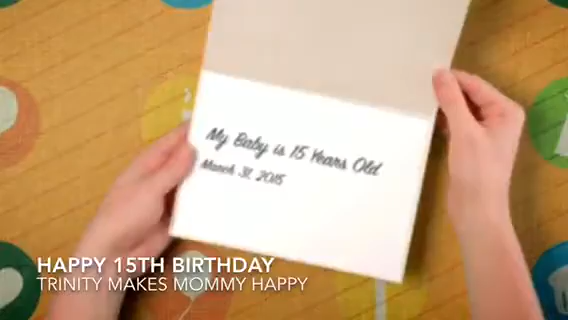 My Baby is 15 Years Old
March 31, 2015
HAPPY 15TH BIRTHDAY
TRINITY MAKES MOMMY HAPPY